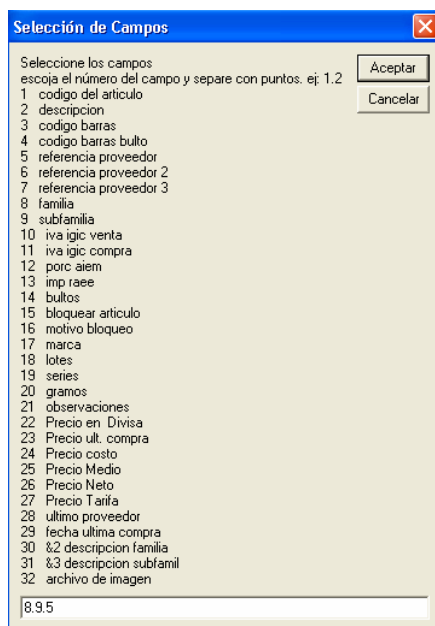 Selección de Campos
Seleccione los campos
escoja el número del campo y separe con puntos. ej: 1.2
1 codigo del articulo
2 descripcion
3 codigo barras
4 codigo barras bulto
5 referencia proveedor
6 referencia proveedor 2
7 referencia proveedor 3
8 familia
9 subfamilia
10 iva igic venta
11 iva igic compra
12 porc aiem
13 imp raee
14 bultos
15 bloquear articulo
16 motivo bloqueo
17 marca
18 lotes
19 series
20 gramos
21 observaciones
22 Precio en Divisa
23 Precio ult. compra
24 Precio costo
25 Precio Medio
26 Precio Neto
27 Precio Tarifa
28 ultimo proveedor
29 fecha ultima compra
30 &2 descripcion familia
31 &3 descripcion subfamil
32 archivo de imagen
Aceptar
Cancelar
8.9.5